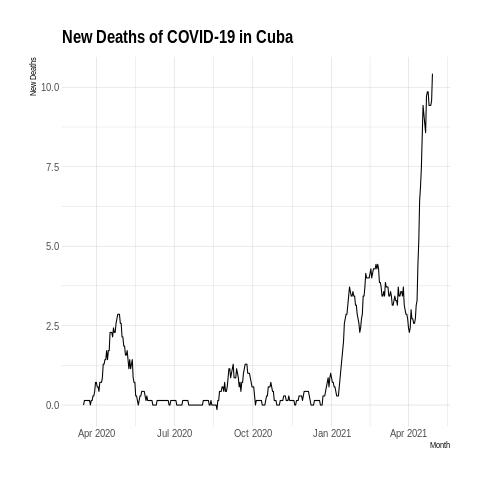 New Deaths of COVID-19 in Cuba
New Deaths
10.0
7.5
5.0
2.5
0.0
Apr 2020 Jul 2020 Oct 2020 Jan 2021 Apr 2021
Month